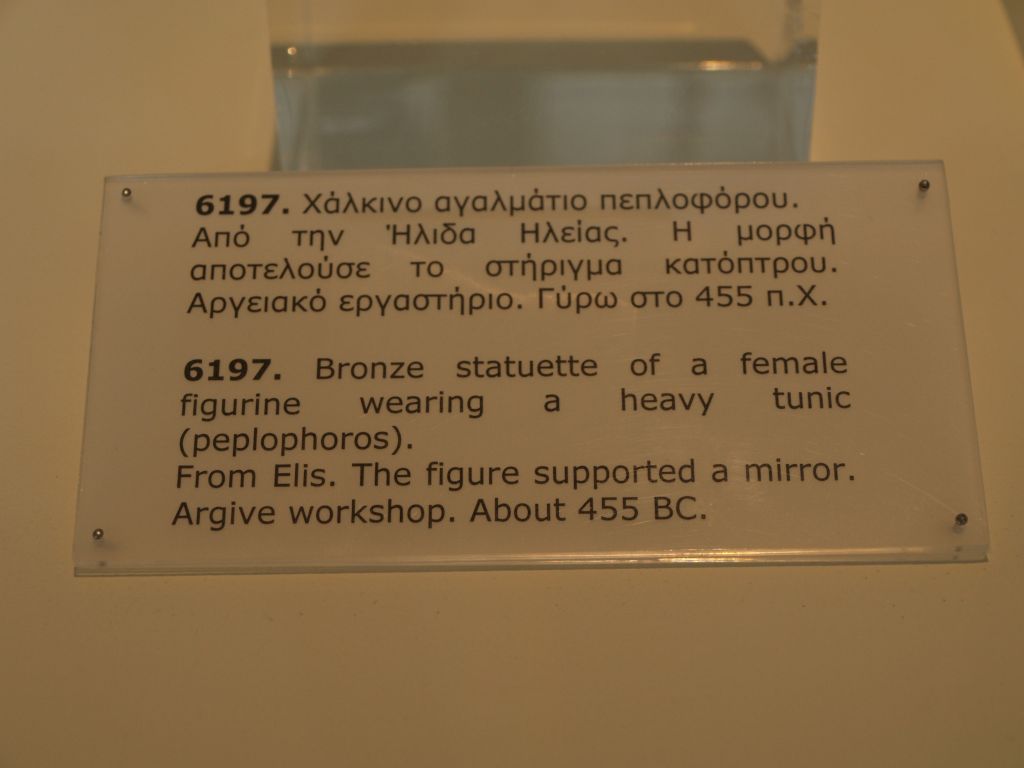 6197. Χάλκινο αγαλμάτιο πεπλοφόρου.
Από την Ήλιδα Ηλείας. Η μορφή
αποτελούσε το στήριγμα κατόπτρου.
Αργειακό εργαστήριο. Γύρω στο 455 π.Χ.
6197. Bronze statuette of a female
figurine wearing a heavy tunic
(peplophoros).
From Elis. The figure supported a mirror.
Argive workshop. About 455 BC.